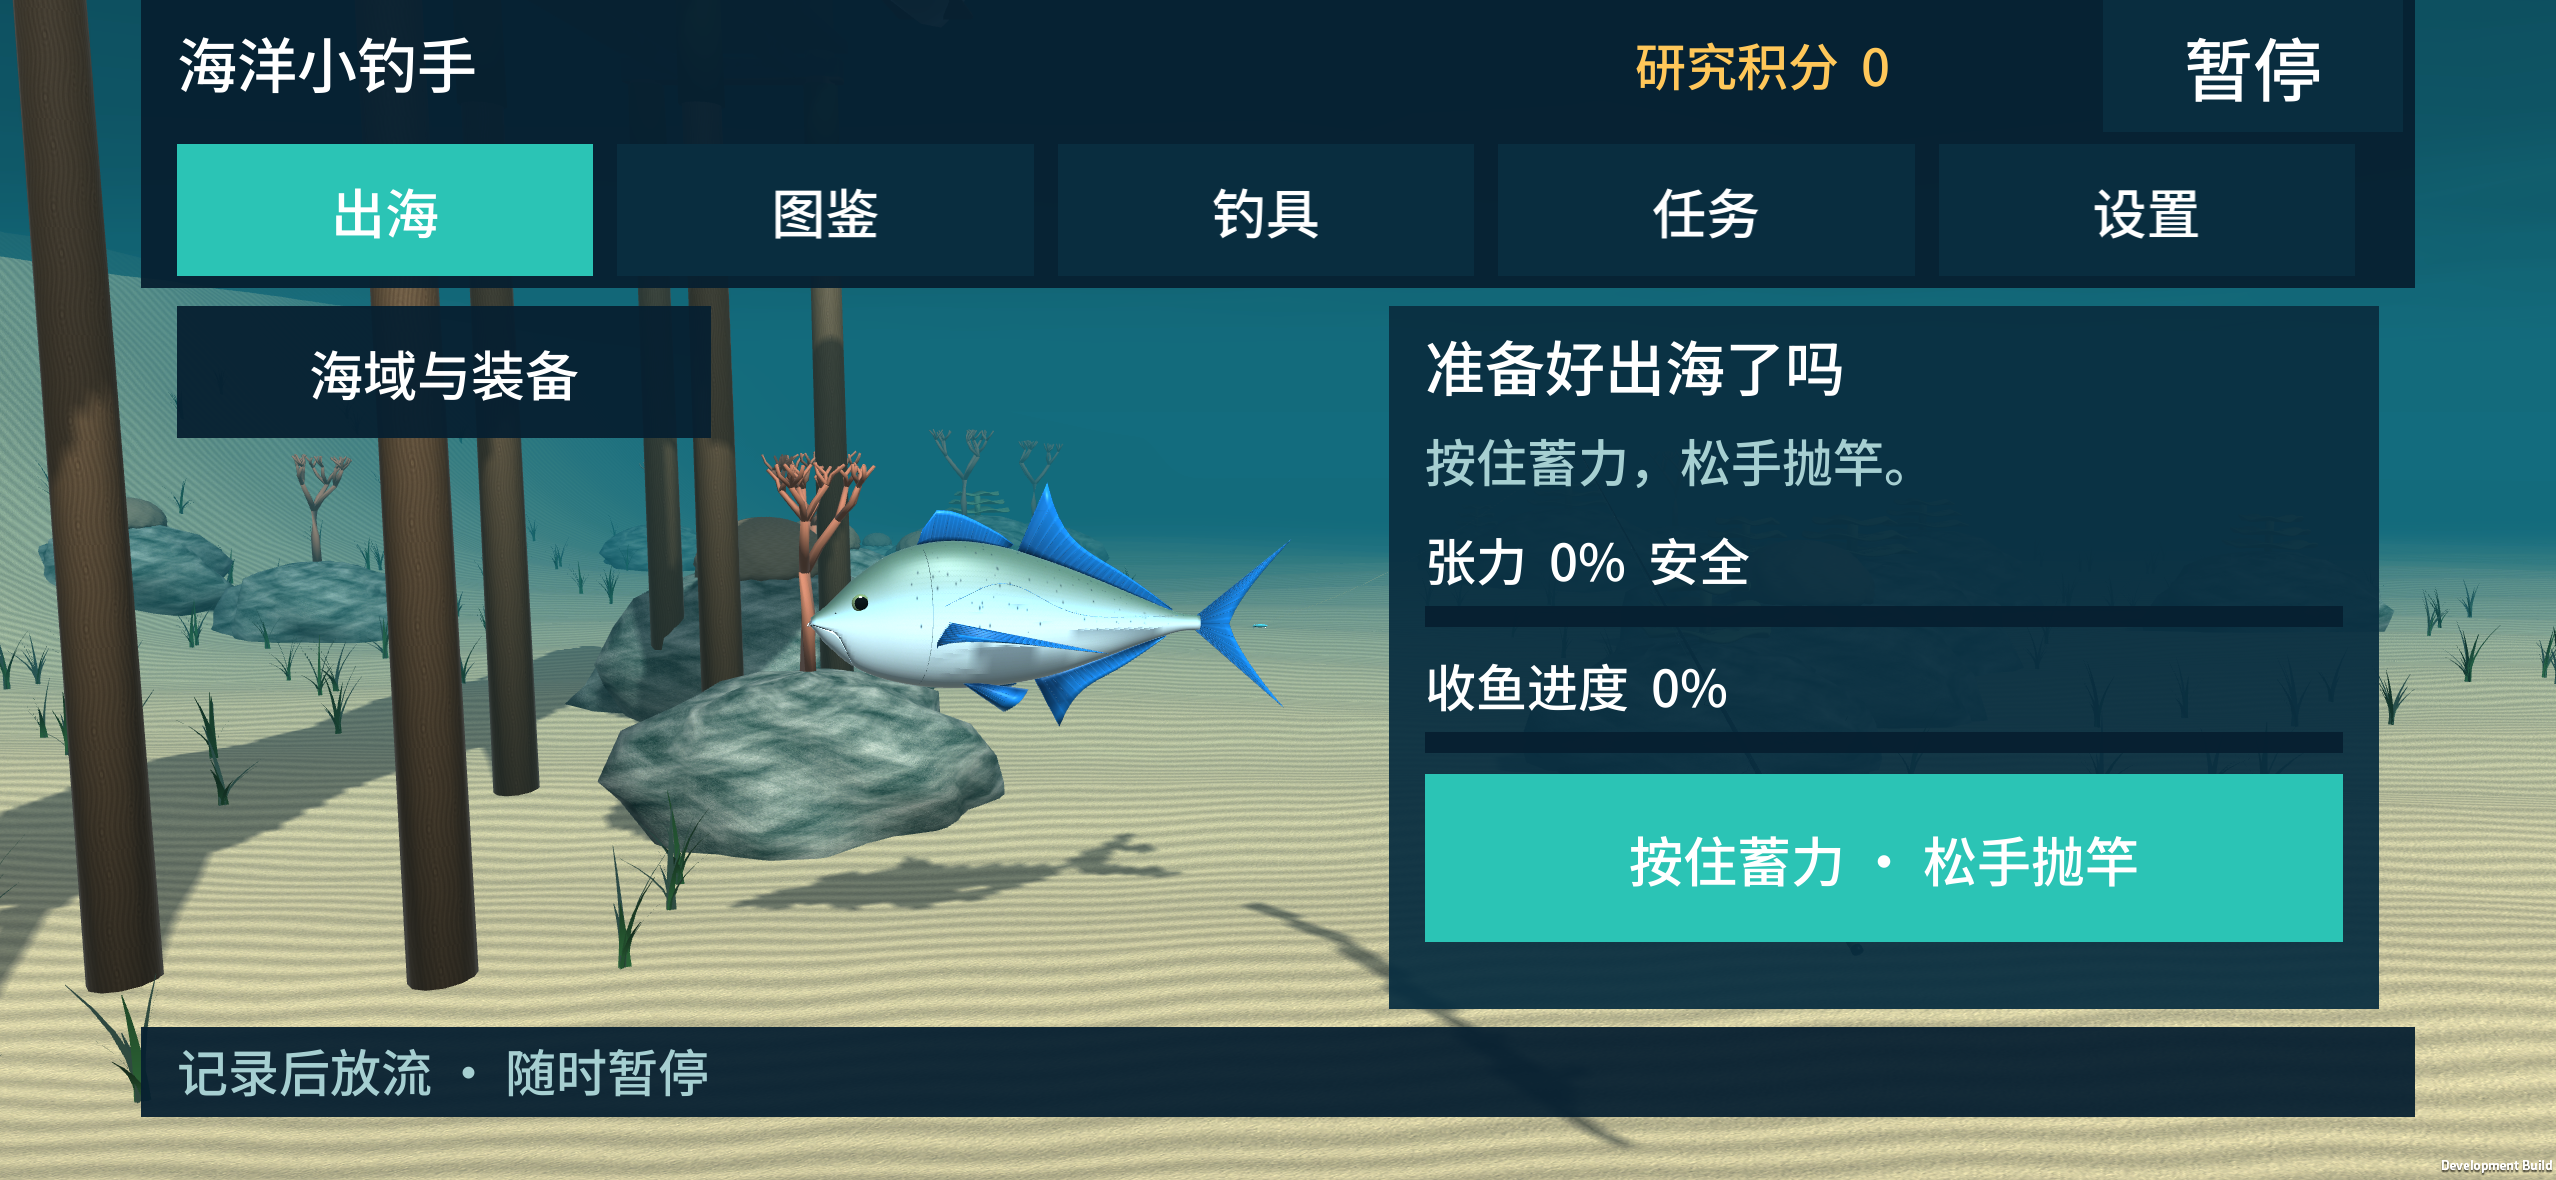 海洋小钓手
研究积分 0
暂停
出海
图鉴
钓具
任务
设置
海域与装备
准备好出海了吗
按住蓄力，松手抛竿。
张力 0% 安全
收鱼进度 0%
按住蓄力 · 松手抛竿
记录后放流 · 随时暂停
Development Build